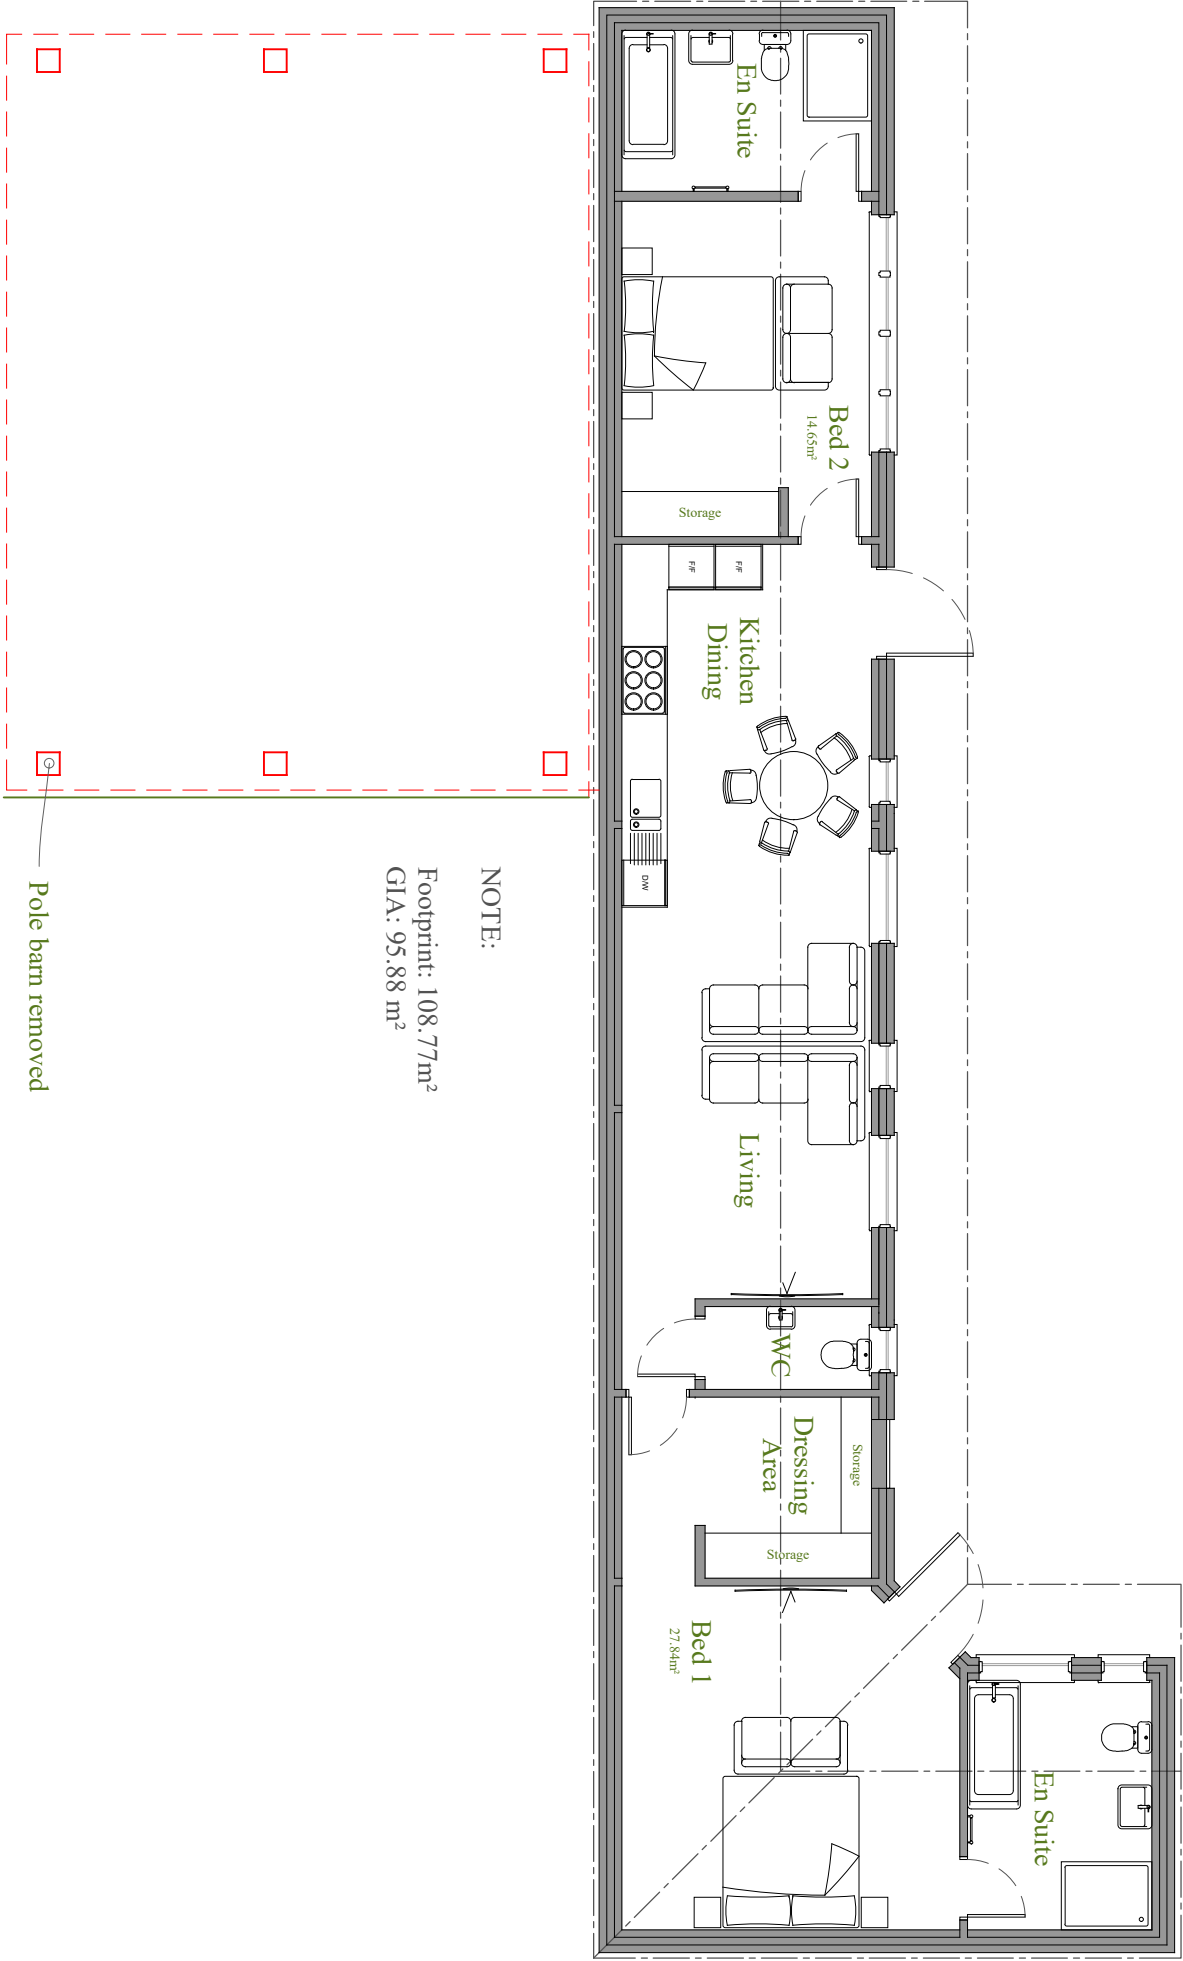 En Suite
Bed 2
14.65m²
Storage
F/F
F/F
Kitchen
Dining
D/W
Living
WC
Dressing
Area
Storage
Storage
Bed 1
27.84m²
En Suite
NOTE:
Footprint: 108.77m²
GIA: 95.88 m²
Pole barn removed